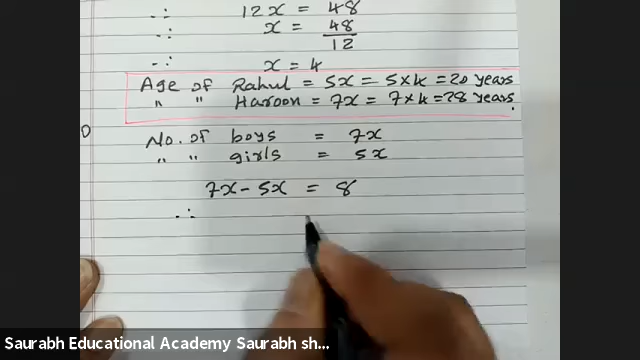 ∴ 12x = 48
∴ x = 48/12
∴ x = 4
Age of Rahul = 5x = 5×4 = 20 years
〃 〃 Haroon = 7x = 7×4 = 28 years.
No. of boys = 7x
〃 〃 girls = 5x
7x - 5x = 8
∴
Saurabh Educational Academy Saurabh sh...